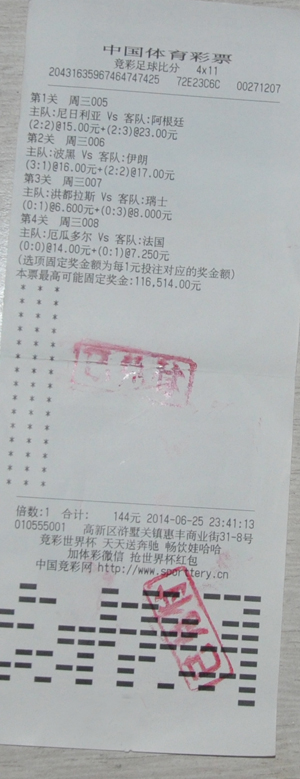 中国体育彩票
竞彩足球比分 4x11
20431635967464747425 72E23C6C 00271207
第1关 周三005
主队:尼日利亚 Vs 客队:阿根廷
(2:2)@15.00元+(2:3)@23.00元
第2关 周三006
主队:波黑 Vs 客队:伊朗
(3:1)@16.00元+(2:2)@17.00元
第3关 周三007
主队:洪都拉斯 Vs 客队:瑞士
(0:1)@6.600元+(0:3)@8.000元
第4关 周三008
主队:厄瓜多尔 Vs 客队:法国
(0:0)@14.00元+(0:1)@7.250元
(选项固定奖金额为每1元投注对应的奖金额)
本票最高可能固定奖金:116,514.00元
倍数:1 合计: 144元 2014-06-25 23:41:13
010555001 高新区浒墅关镇惠丰商业街31-8号
竞彩世界杯 天天送奔驰 畅饮娃哈哈
加体彩微信 抢世界杯红包
中国竞彩网 http://www.sporttery.cn